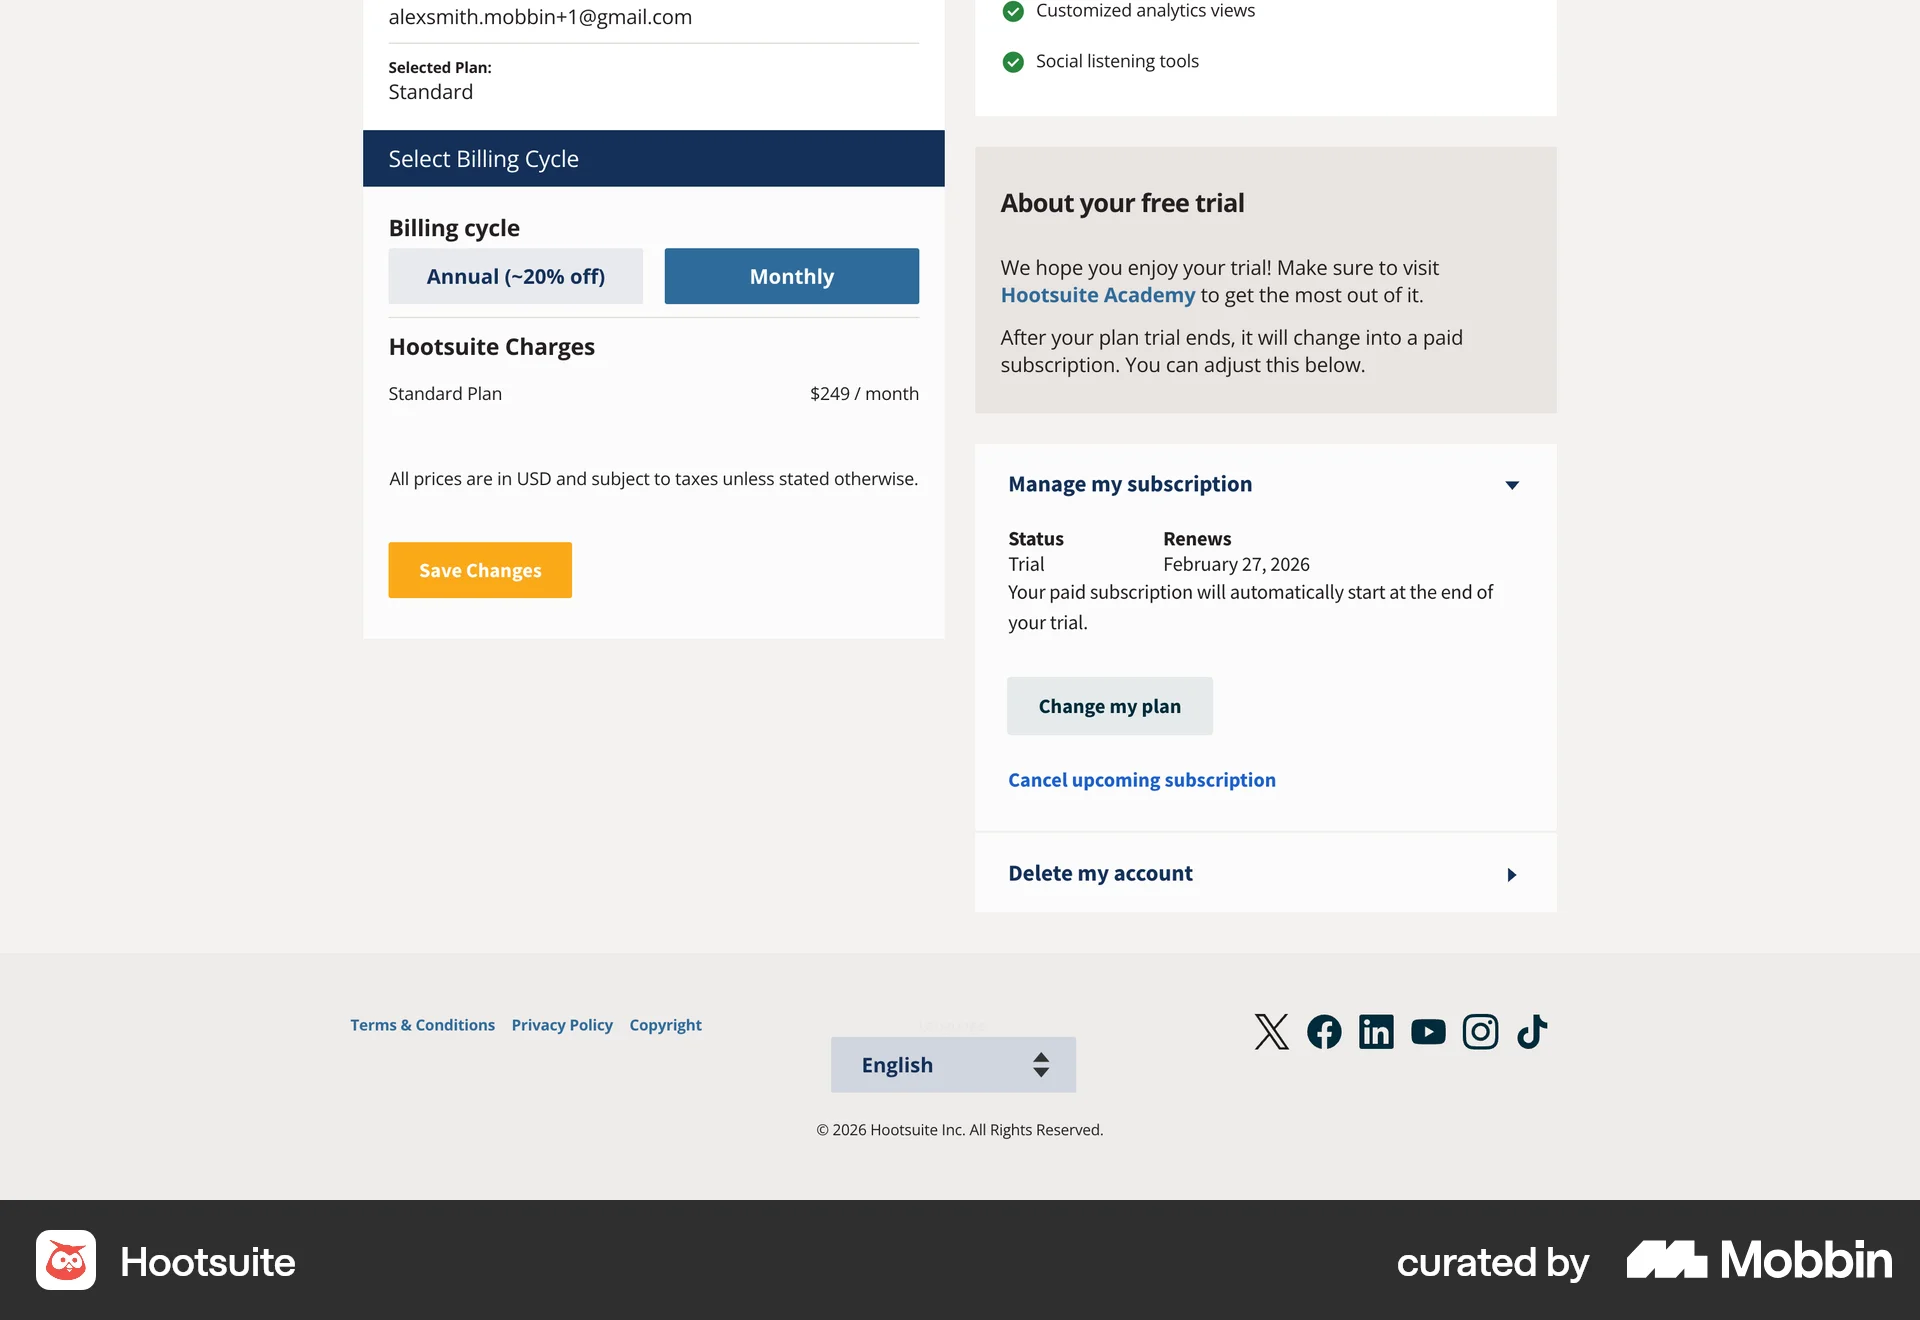 alexsmith.mobbin+1@gmail.com
Selected Plan:
Standard
Select Billing Cycle
Billing cycle
Annual (~20% off)
Monthly
Hootsuite Charges
Standard Plan
$249 / month
All prices are in USD and subject to taxes unless stated otherwise.
Save Changes
Customized analytics views
Social listening tools
About your free trial
We hope you enjoy your trial! Make sure to visit
Hootsuite Academy to get the most out of it.
After your plan trial ends, it will change into a paid
subscription. You can adjust this below.
Manage my subscription
Status
Renews
Trial
February 27, 2026
Your paid subscription will automatically start at the end of
your trial.
Change my plan
Cancel upcoming subscription
Delete my account
Terms & Conditions
Privacy Policy
Copyright
English
© 2026 Hootsuite Inc. All Rights Reserved.
Hootsuite
curated by
Mobbin